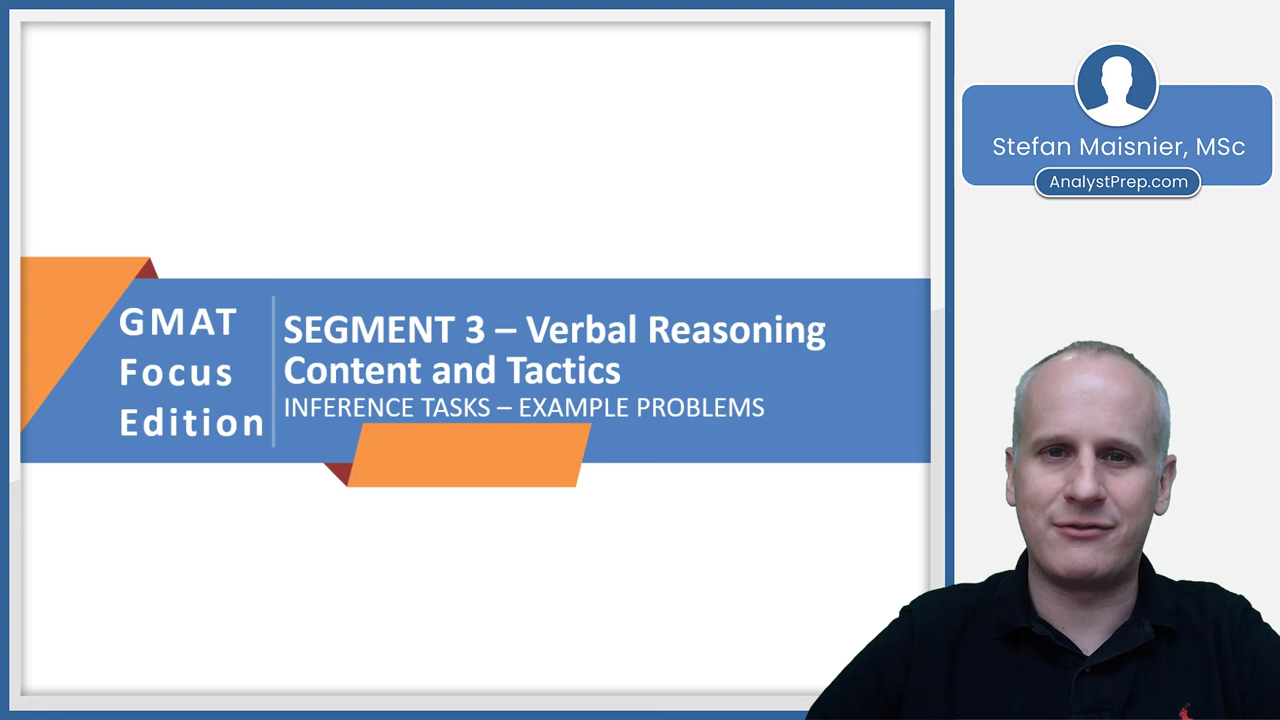 GMAT
Focus
Edition
SEGMENT 3 – Verbal Reasoning
Content and Tactics
INFERENCE TASKS – EXAMPLE PROBLEMS
Stefan Maisnier, MSc
AnalystPrep.com